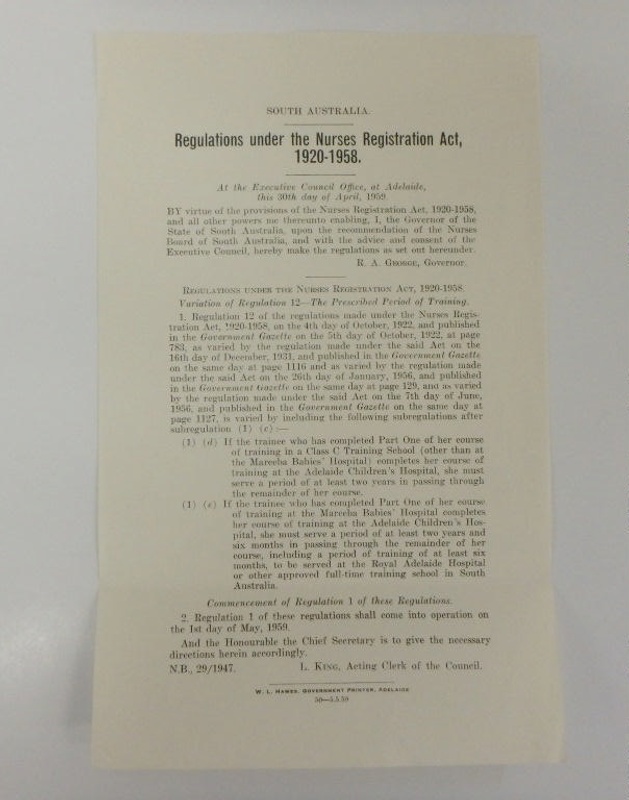 SOUTH AUSTRALIA.
Regulations under the Nurses Registration Act,
1920-1958.
At the Executive Council Office, at Adelaide,
this 30th day of April, 1959.
BY virtue of the provisions of the Nurses Registration Act, 1920-1958,
and all other powers me thereunto enabling, I, the Governor of the
State of South Australia, upon the recommendation of the Nurses
Board of South Australia, and with the advice and consent of the
Executive Council, hereby make the regulations as set out hereunder.
R. A. GEORGE, Governor.
REGULATIONS UNDER THE NURSES REGISTRATION ACT, 1920-1958.
Variation of Regulation 12—The Prescribed Period of Training.
1. Regulation 12 of the regulations made under the Nurses Regis-
tration Act, 1920-1958, on the 4th day of October, 1922, and published
in the Government Gazette on the 5th day of October, 1922, at page
783, as varied by the regulation made under the said Act on the
16th day of December, 1931, and published in the Government Gazette
on the same day at page 1116 and as varied by the regulation made
under the said Act on the 26th day of January, 1956, and published
in the Government Gazette on the same day at page 129, and as varied
by the regulation made under the said Act on the 7th day of June,
1956, and published in the Government Gazette on the same day at
page 1127, is varied by including the following subregulations after
subregulation (1) (c):—
(1) (d) If the trainee who has completed Part One of her course
of training in a Class C Training School (other than at
the Mareeba Babies' Hospital) completes her course of
training at the Adelaide Children's Hospital, she must
serve a period of at least two years in passing through
the remainder of her course.
(1) (e) If the trainee who has completed Part One of her course
of training at the Mareeba Babies' Hospital completes
her course of training at the Adelaide Children's Hos-
pital, she must serve a period of at least two years and
six months in passing through the remainder of her
course, including a period of training of at least six
months, to be served at the Royal Adelaide Hospital
or other approved full-time training school in South
Australia.
Commencement of Regulation 1 of these Regulations.
2. Regulation 1 of these regulations shall come into operation on
the 1st day of May, 1959.
And the Honourable the Chief Secretary is to give the necessary
directions herein accordingly.
N.B., 29/1947. L. KING, Acting Clerk of the Council.
W. L. HAWES, GOVERNMENT PRINTER, ADELAIDE
50—5.5.59